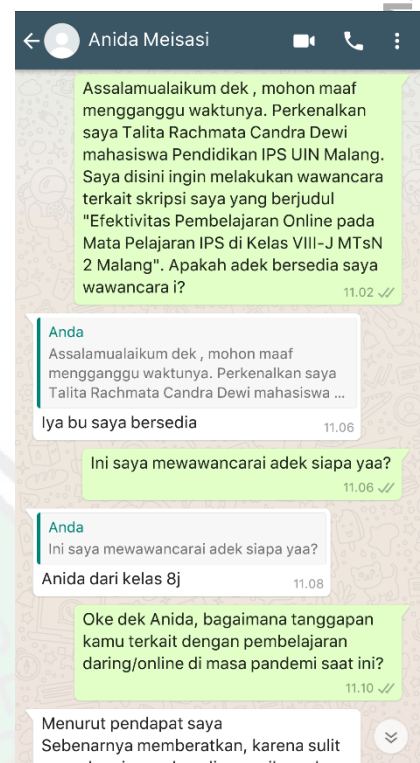 Anida Meisasi
Assalamualaikum dek , mohon maaf
mengganggu waktunya. Perkenalkan
saya Talita Rachmata Candra Dewi
mahasiswa Pendidikan IPS UIN Malang.
Saya disini ingin melakukan wawancara
terkait skripsi saya yang berjudul
"Efektivitas Pembelajaran Online pada
Mata Pelajaran IPS di Kelas VIII-J MTsN
2 Malang". Apakah adek bersedia saya
wawancara i?
11.02
Anda
Assalamualaikum dek , mohon maaf
mengganggu waktunya. Perkenalkan saya
Talita Rachmata Candra Dewi mahasiswa ...
Iya bu saya bersedia
11.06
Ini saya mewawancarai adek siapa yaa?
11.06
Anda
Ini saya mewawancarai adek siapa yaa?
Anida dari kelas 8j
11.08
Oke dek Anida, bagaimana tanggapan
kamu terkait dengan pembelajaran
daring/online di masa pandemi saat ini?
11.10
Menurut pendapat saya
Sebenarnya memberatkan, karena sulit